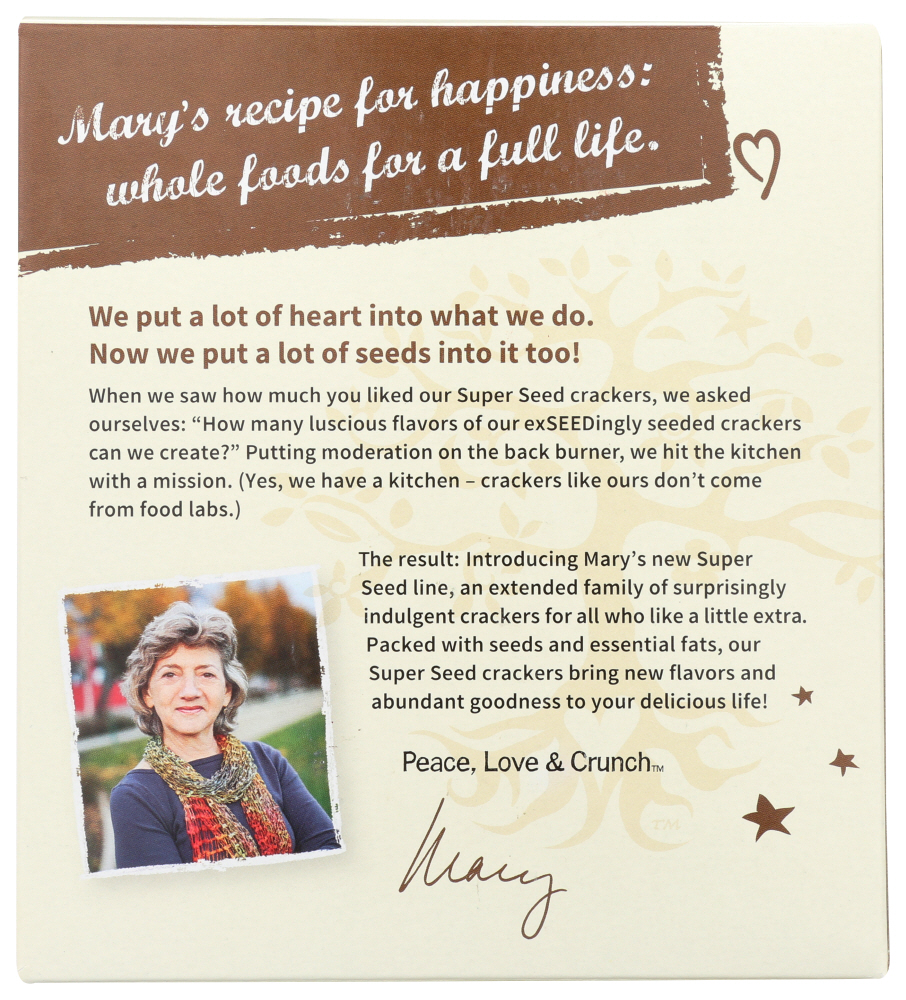 Mary's recipe for happiness:
whole foods for a full life.
We put a lot of heart into what we do.
Now we put a lot of seeds into it too!
When we saw how much you liked our Super Seed crackers, we asked
ourselves: “How many luscious flavors of our exSEEDingly seeded crackers
can we create?” Putting moderation on the back burner, we hit the kitchen
with a mission. (Yes, we have a kitchen – crackers like ours don’t come
from food labs.)
The result: Introducing Mary’s new Super
Seed line, an extended family of surprisingly
indulgent crackers for all who like a little extra.
Packed with seeds and essential fats, our
Super Seed crackers bring new flavors and
abundant goodness to your delicious life!
Peace, Love & Crunch™
TM
Mary